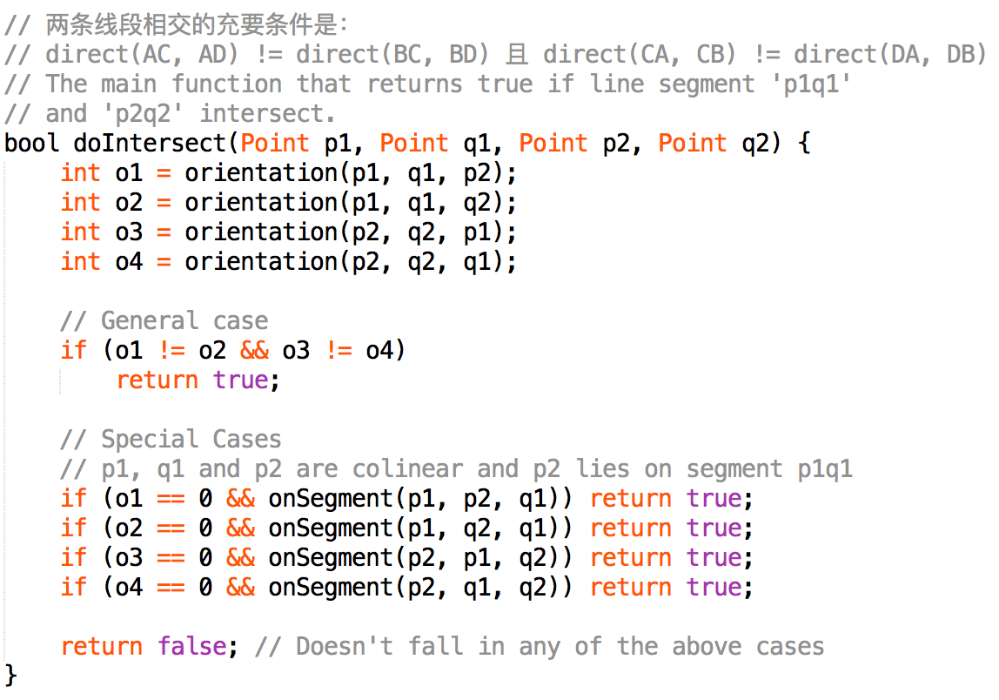 // 两条线段相交的充要条件是：
// direct(AC, AD) != direct(BC, BD) 且 direct(CA, CB) != direct(DA, DB)
// The main function that returns true if line segment 'p1q1'
// and 'p2q2' intersect.
bool doIntersect(Point p1, Point q1, Point p2, Point q2) {
    int o1 = orientation(p1, q1, p2);
    int o2 = orientation(p1, q1, q2);
    int o3 = orientation(p2, q2, p1);
    int o4 = orientation(p2, q2, q1);

    // General case
    if (o1 != o2 && o3 != o4)
        return true;

    // Special Cases
    // p1, q1 and p2 are colinear and p2 lies on segment p1q1
    if (o1 == 0 && onSegment(p1, p2, q1)) return true;
    if (o2 == 0 && onSegment(p1, q2, q1)) return true;
    if (o3 == 0 && onSegment(p2, p1, q2)) return true;
    if (o4 == 0 && onSegment(p2, q1, q2)) return true;

    return false; // Doesn't fall in any of the above cases
}